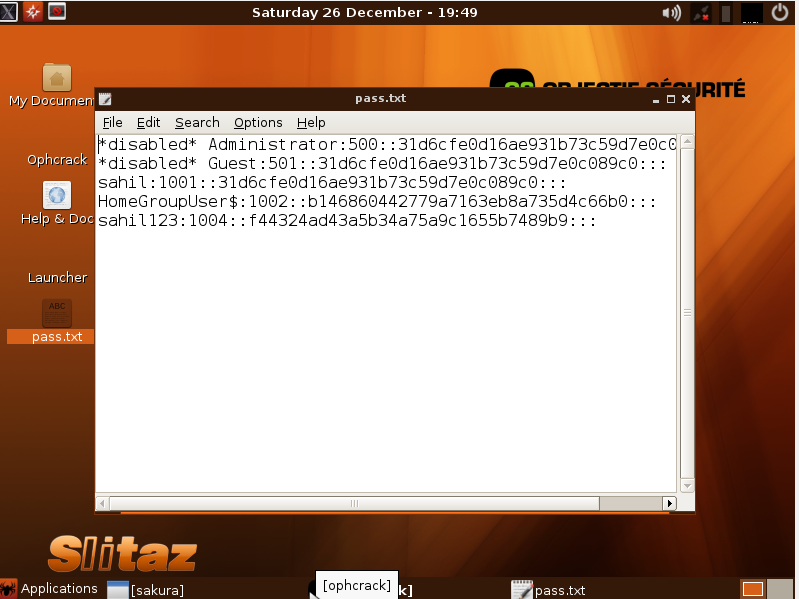 Saturday 26 December - 19:49
My Documen
OBJECTIF SÉCURITÉ
pass.txt
File Edit Search Options Help
*disabled* Administrator:500::31d6cfe0d16ae931b73c59d7e0c0
*disabled* Guest:501::31d6cfe0d16ae931b73c59d7e0c089c0:::
sahil:1001::31d6cfe0d16ae931b73c59d7e0c089c0:::
HomeGroupUser$:1002::b146860442779a7163eb8a735d4c66b0:::
sahil123:1004::f44324ad43a5b34a75a9c1655b7489b9:::
Ophcrack
Help & Doc
Launcher
ABC
pass.txt
Slitaz
[ophcrack]
Applications
[sakura]
k]
pass.txt